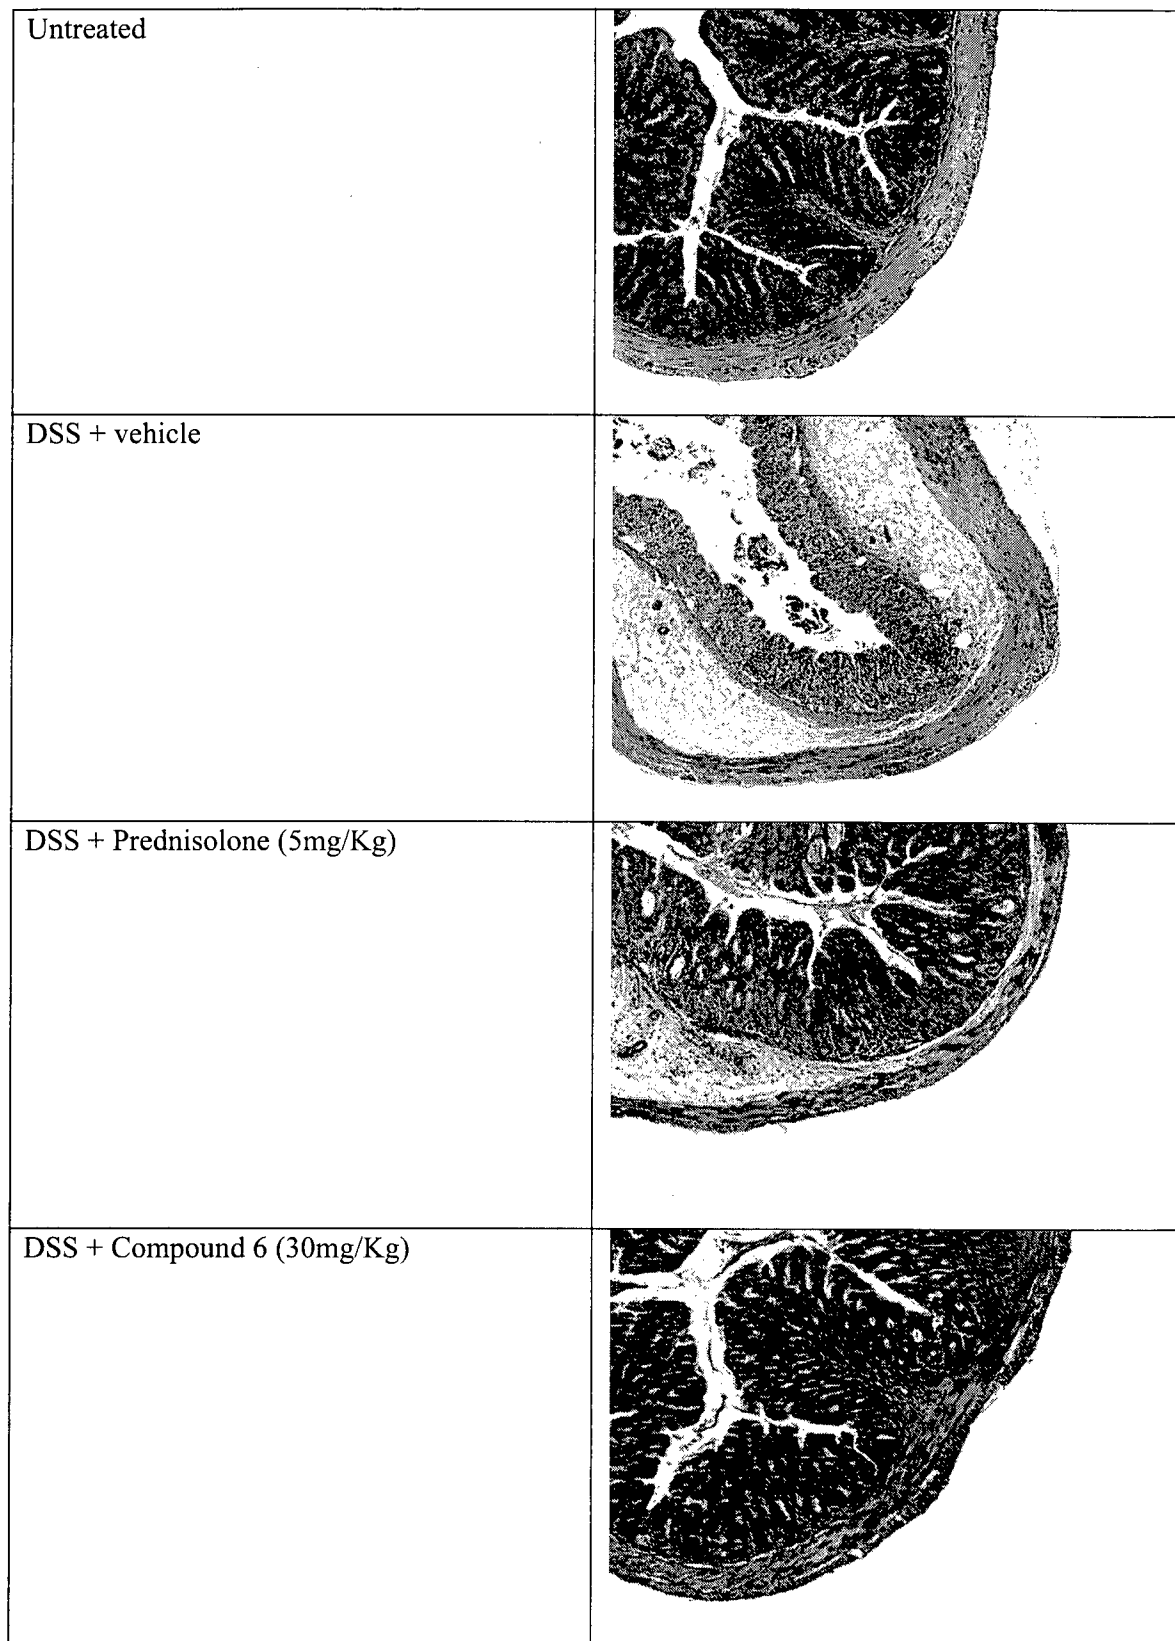 Untreated
DSS + vehicle
DSS + Prednisolone (5mg/Kg)
DSS + Compound 6 (30mg/Kg)